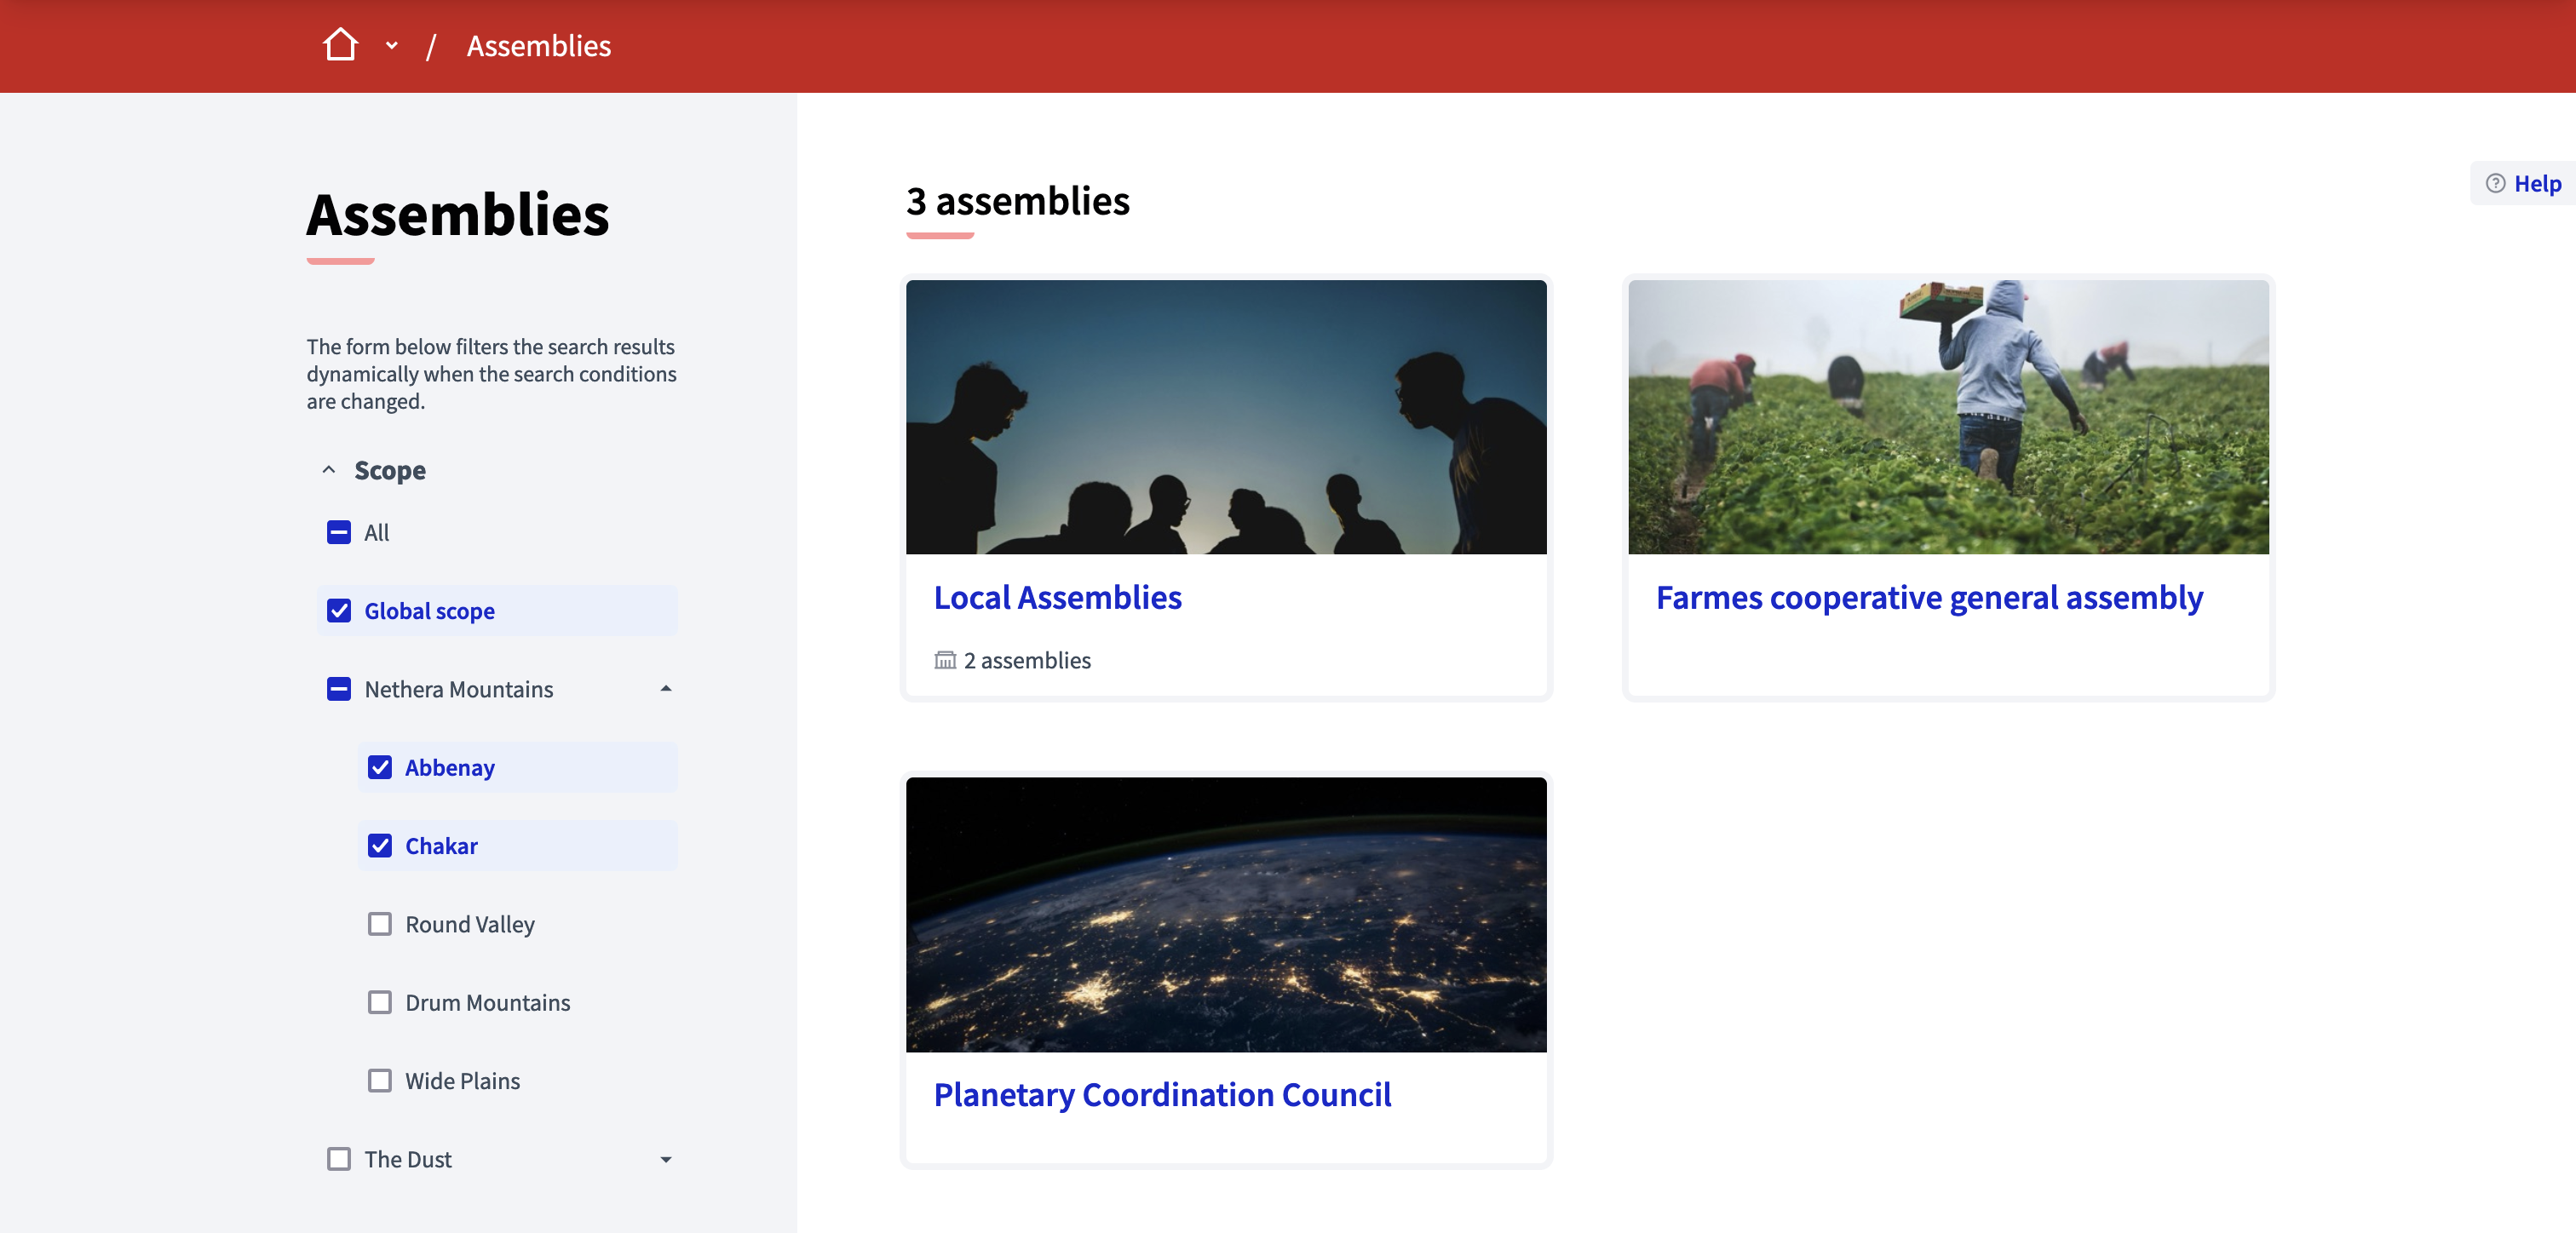 / Assemblies
Assemblies
The form below filters the search results
dynamically when the search conditions
are changed.
Scope
All
Global scope
Nethera Mountains
Abbenay
Chakar
Round Valley
Drum Mountains
Wide Plains
The Dust
3 assemblies
Help
Local Assemblies
2 assemblies
Farmes cooperative general assembly
Planetary Coordination Council